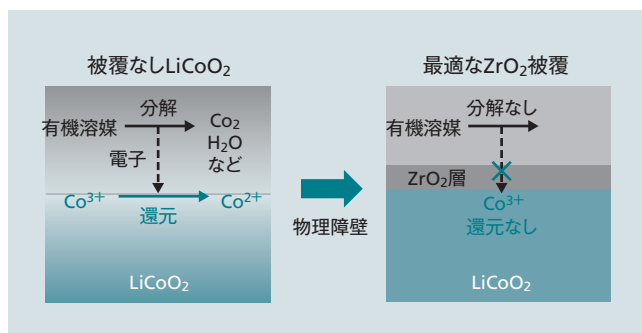 被覆なしLiCoO₂
分解
有機溶媒
Co₂
H₂O
など
電子
Co³⁺
Co²⁺
還元
LiCoO₂
物理障壁
最適なZrO₂被覆
分解なし
有機溶媒
ZrO₂層
Co³⁺
還元なし
LiCoO₂